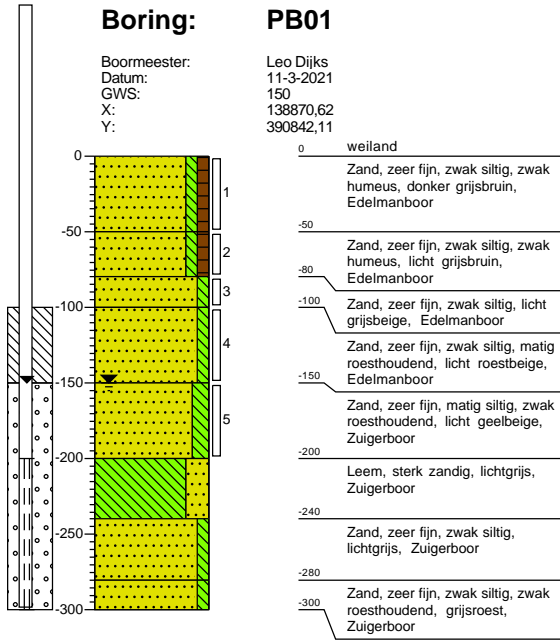 Boring: PB01
Boormeester: Leo Dijks
Datum: 11-3-2021
GWS: 150
X: 138870,62
Y: 390842,11
0
-50
-100
-150
-200
-250
-300
1
2
3
4
5
0 weiland
Zand, zeer fijn, zwak siltig, zwak
humeus, donker grijsbruin,
Edelmanboor
-50
Zand, zeer fijn, zwak siltig, zwak
humeus, licht grijsbruin,
Edelmanboor
-80
Zand, zeer fijn, zwak siltig, licht
grijsbeige, Edelmanboor
-100
Zand, zeer fijn, zwak siltig, matig
roesthoudend, licht roestbeige,
Edelmanboor
-150
Zand, zeer fijn, matig siltig, zwak
roesthoudend, licht geelbeige,
Zuigerboor
-200
Leem, sterk zandig, lichtgrijs,
Zuigerboor
-240
Zand, zeer fijn, zwak siltig,
lichtgrijs, Zuigerboor
-280
Zand, zeer fijn, zwak siltig, zwak
roesthoudend, grijsroest,
Zuigerboor
-300